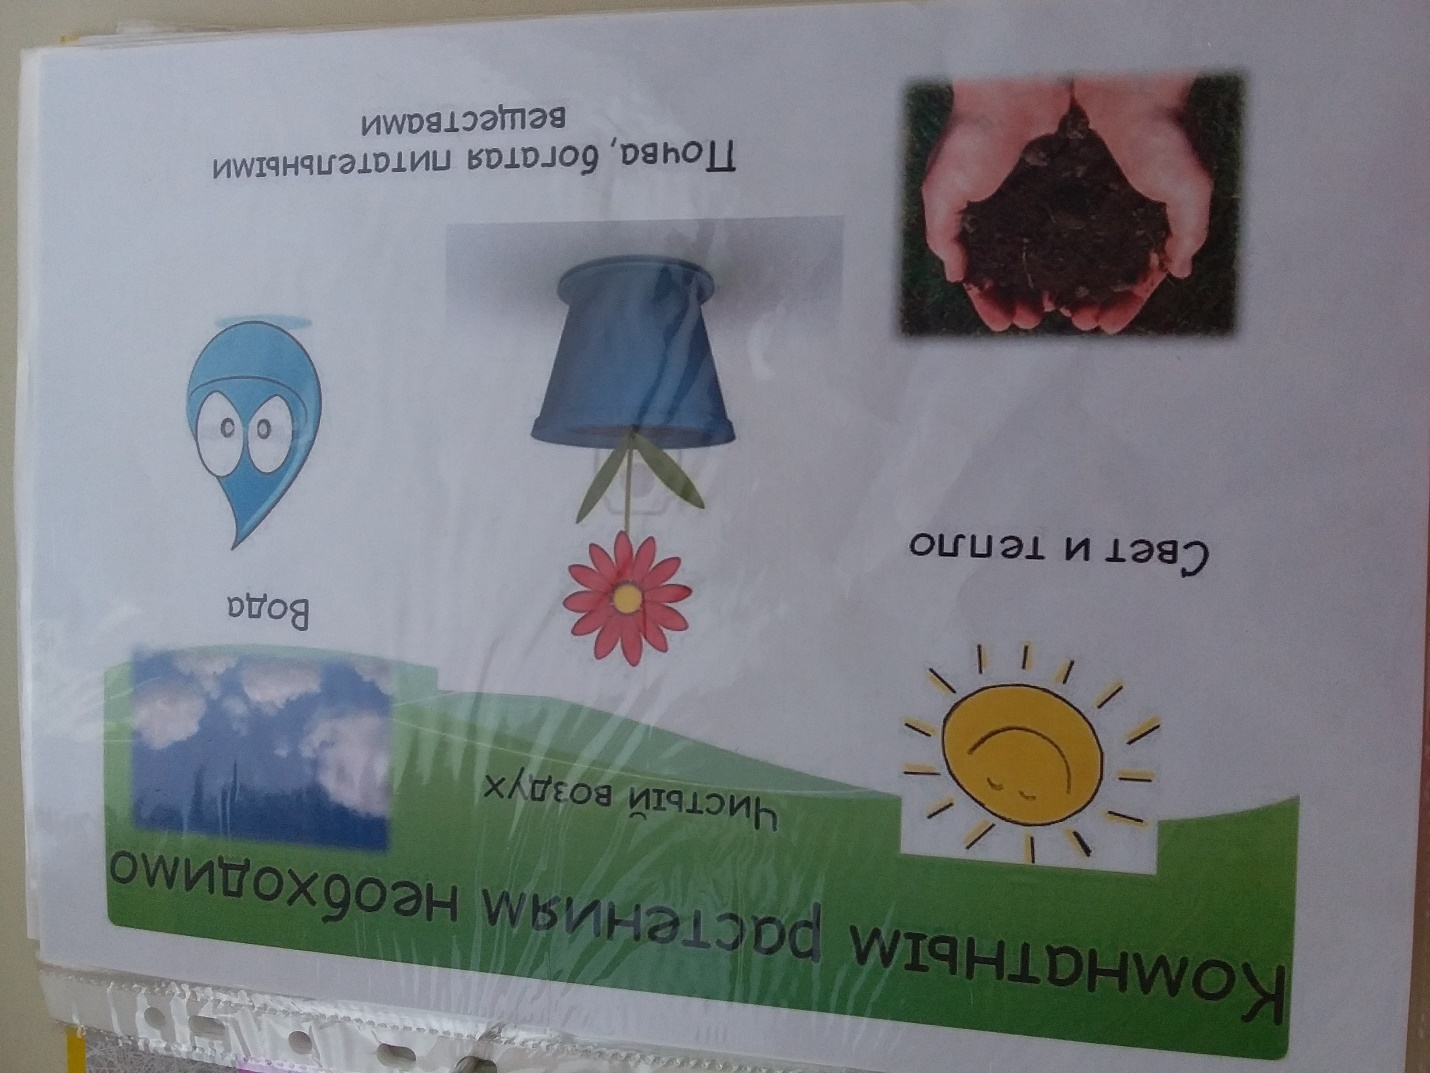 Комнатным растениям необходимо
Чистый воздух
Свет и тепло
Вода
Почва, богатая питательными
веществами